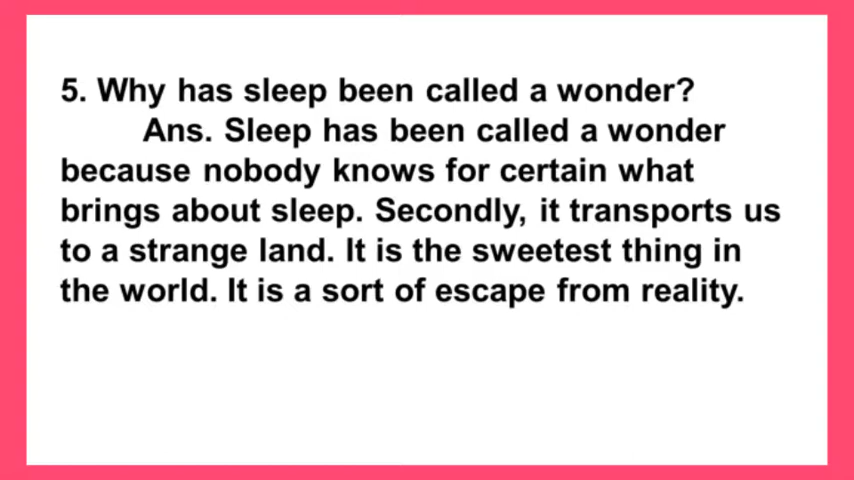 5. Why has sleep been called a wonder?
Ans. Sleep has been called a wonder
because nobody knows for certain what
brings about sleep. Secondly, it transports us
to a strange land. It is the sweetest thing in
the world. It is a sort of escape from reality.